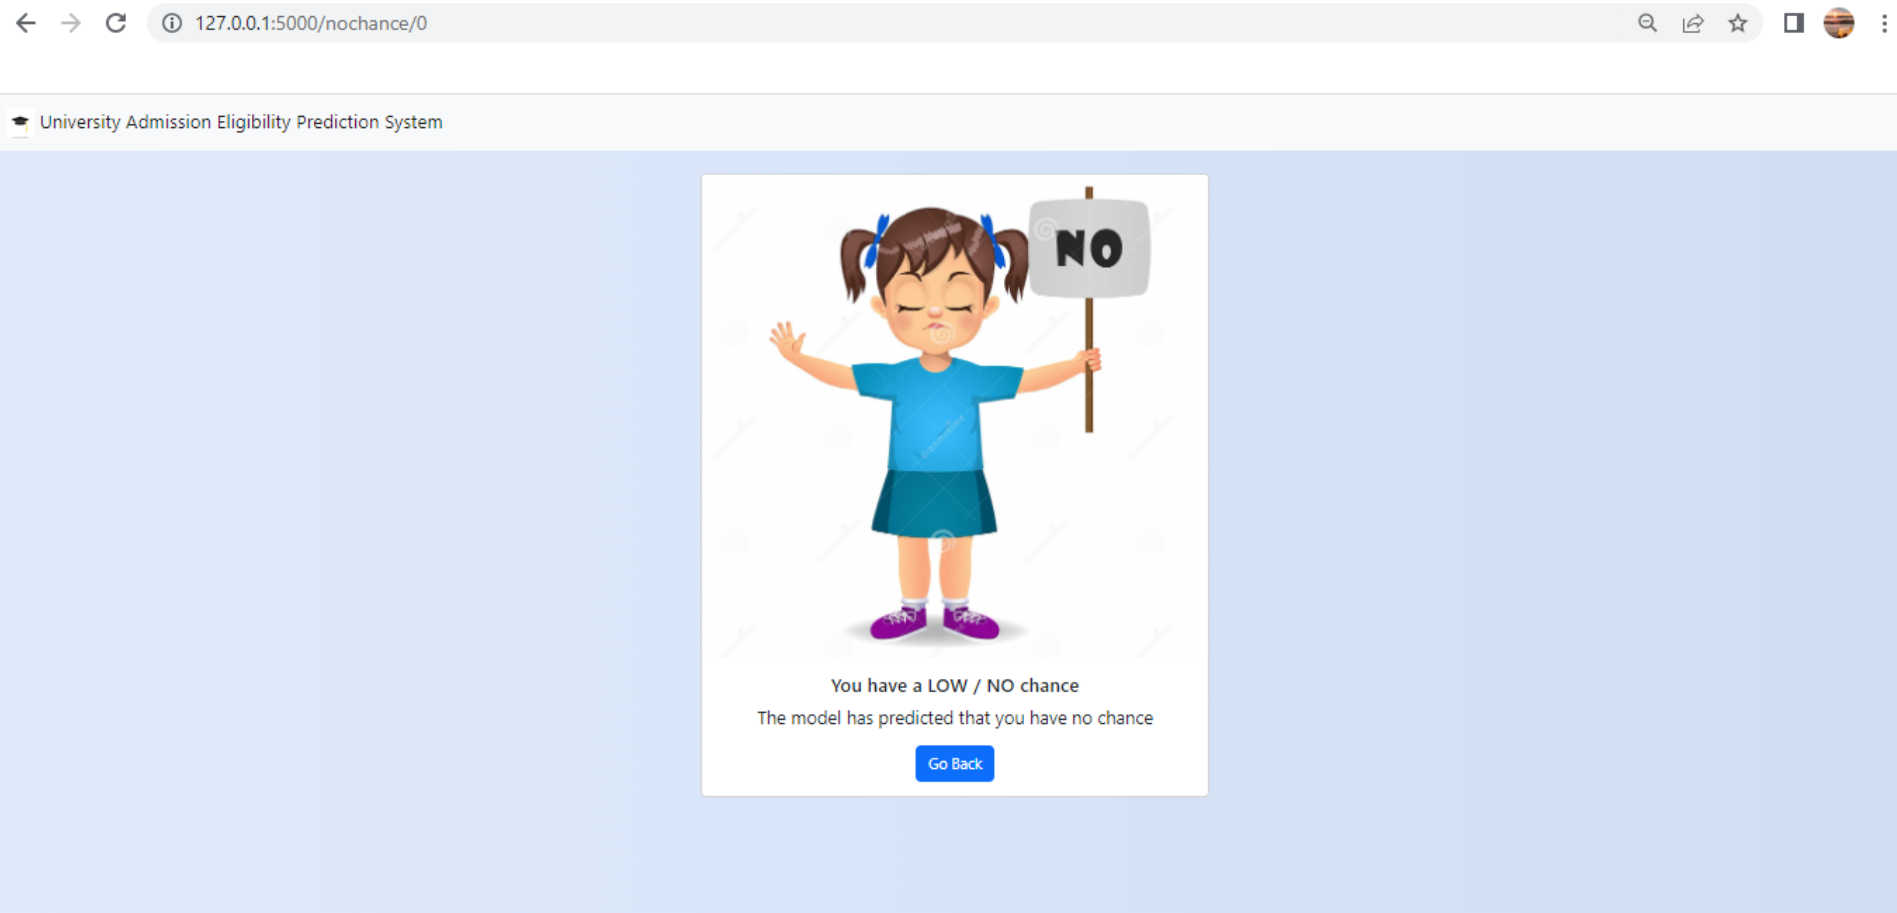 127.0.0.1:5000/nochance/0
University Admission Eligibility Prediction System
NO
You have a LOW / NO chance
The model has predicted that you have no chance
Go Back